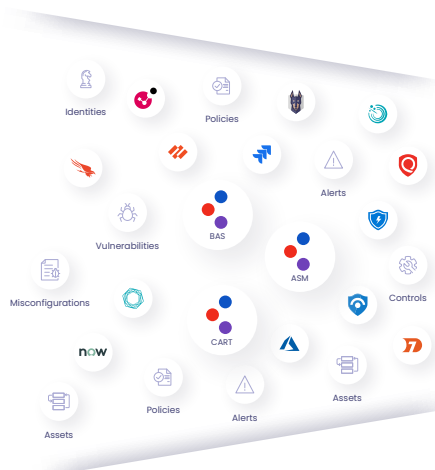 Identities
Policies
Alerts
BAS
Vulnerabilities
ASM
Misconfigurations
Controls
CART
now
Policies
Alerts
Assets
Assets